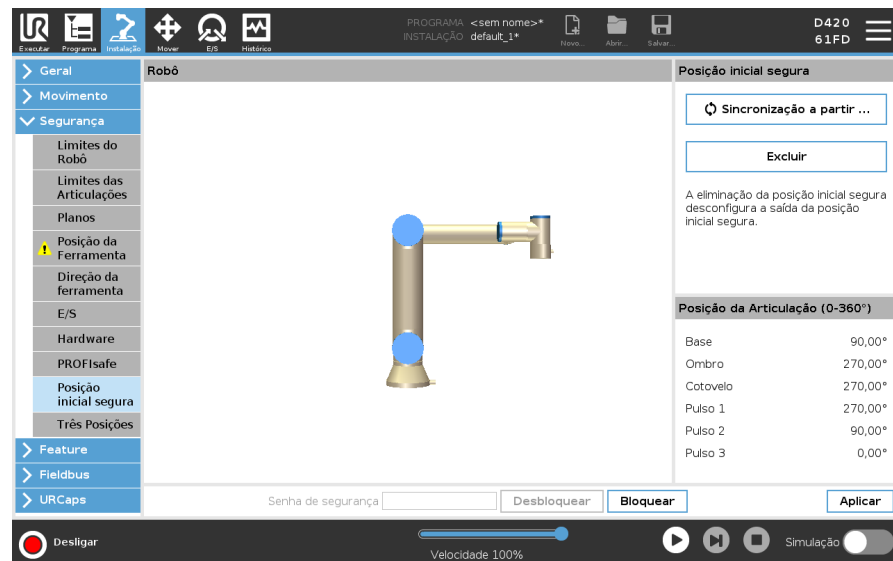 PROGRAMA <sem nome>*
INSTALAÇÃO default_1*
D420
61FD
Executar Programa Instalação Mover E/S Histórico Novo... Abrir... Salvar...
Geral
Movimento
Segurança
Limites do
Robô
Limites das
Articulações
Planos
Posição da
Ferramenta
Direção da
ferramenta
E/S
Hardware
PROFIsafe
Posição
inicial segura
Três Posições
Feature
Fieldbus
URCaps
Robô
Senha de segurança Desbloquear Bloquear Aplicar
Posição inicial segura
Sincronização a partir ...
Excluir
A eliminação da posição inicial segura
desconfigura a saída da posição
inicial segura.
Posição da Articulação (0-360°)
Base 90,00°
Ombro 270,00°
Cotovelo 270,00°
Pulso 1 270,00°
Pulso 2 90,00°
Pulso 3 0,00°
Desligar
Velocidade 100%
Simulação